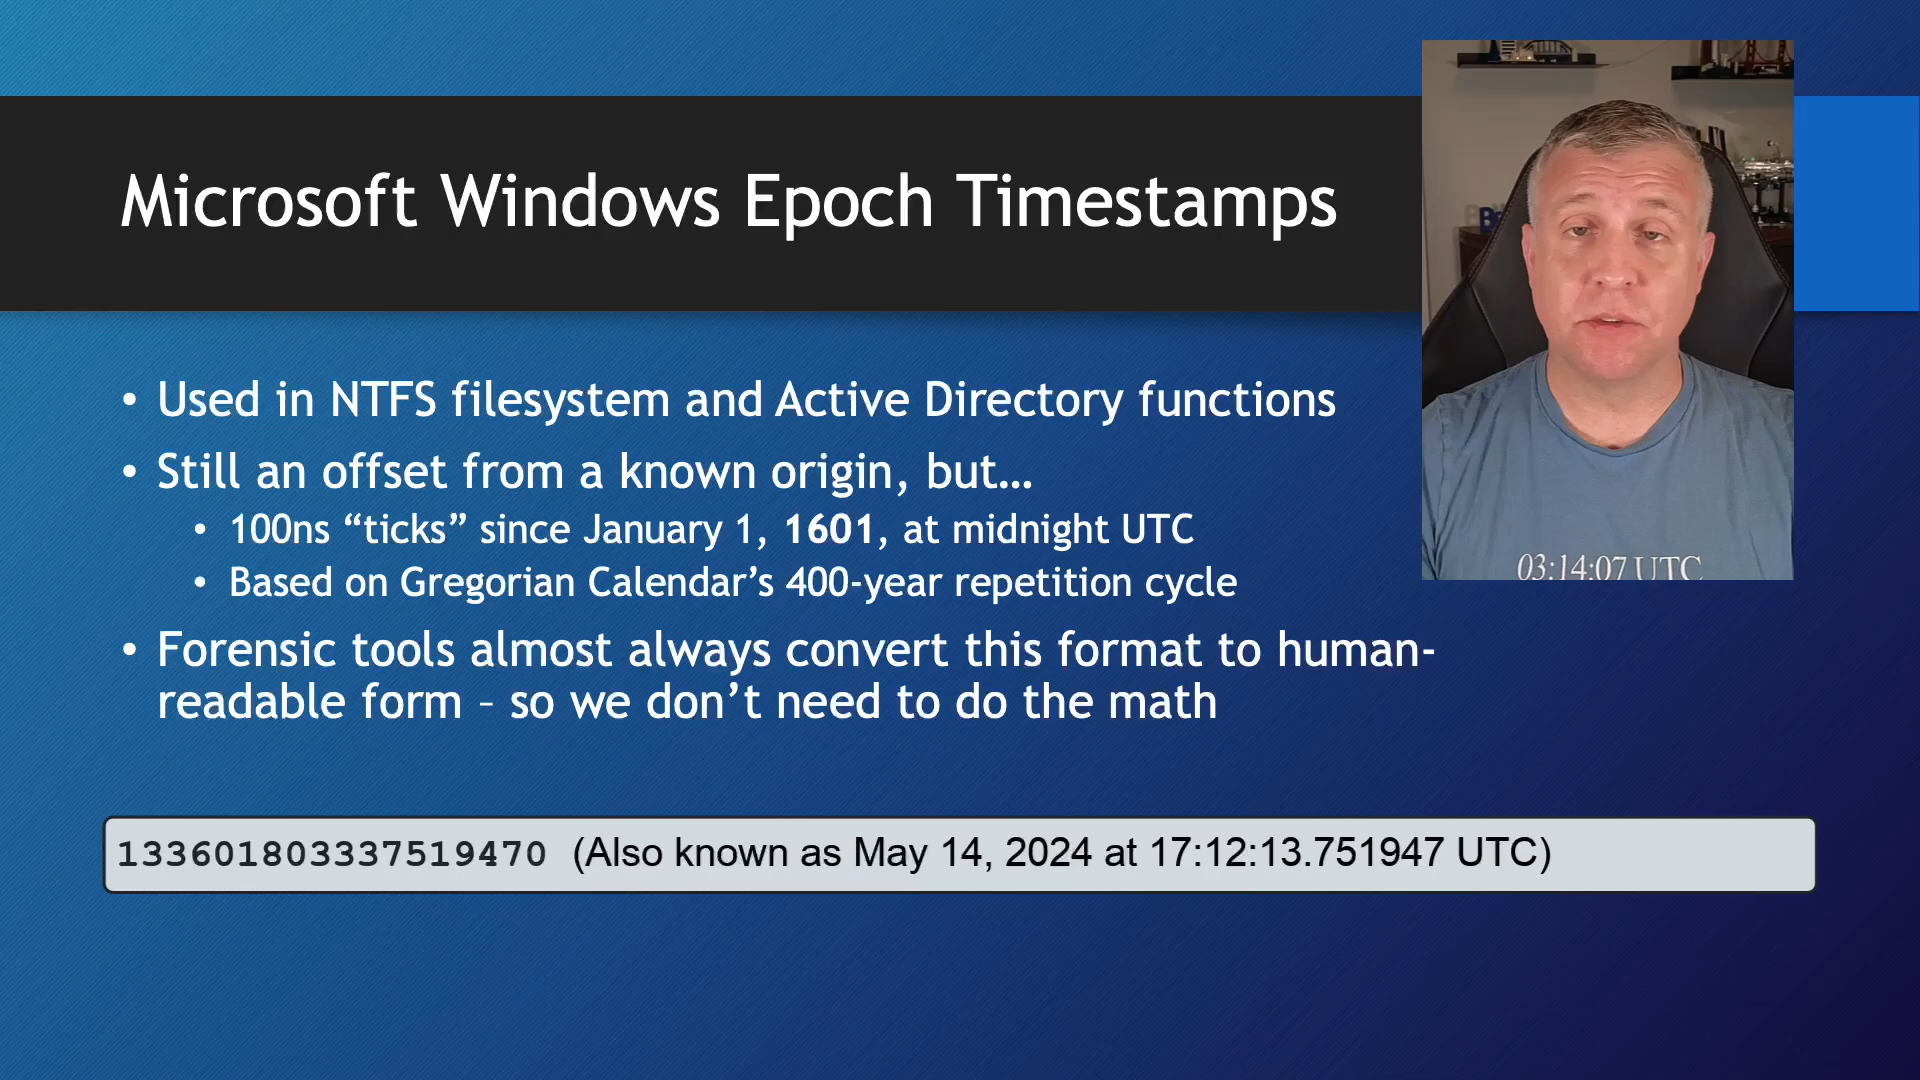 Microsoft Windows Epoch Timestamps
• Used in NTFS filesystem and Active Directory functions
• Still an offset from a known origin, but…
• 100ns “ticks” since January 1, 1601, at midnight UTC
• Based on Gregorian Calendar’s 400-year repetition cycle
• Forensic tools almost always convert this format to human-
readable form – so we don’t need to do the math
03:14:07 UTC
133601803337519470 (Also known as May 14, 2024 at 17:12:13.751947 UTC)